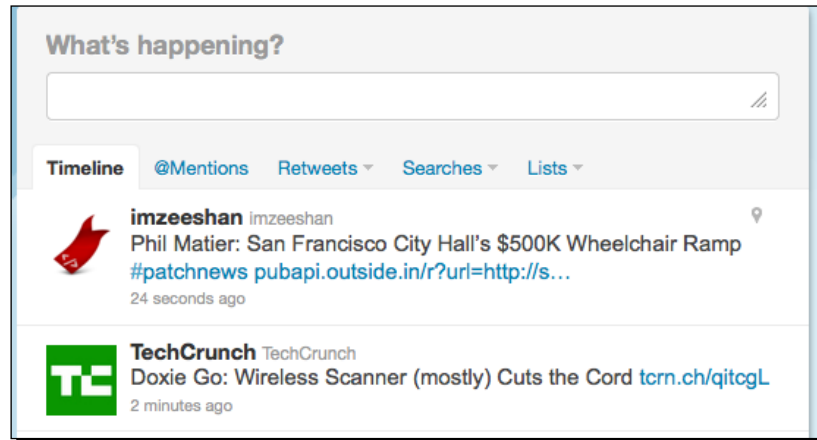 What's happening?
Timeline @Mentions Retweets Searches Lists
imzeeshan imzeeshan
Phil Matier: San Francisco City Hall's $500K Wheelchair Ramp
#patchnews pubapi.outside.in/r?url=http://s…
24 seconds ago
TechCrunch TechCrunch
Doxie Go: Wireless Scanner (mostly) Cuts the Cord tcrn.ch/qitcgL
2 minutes ago